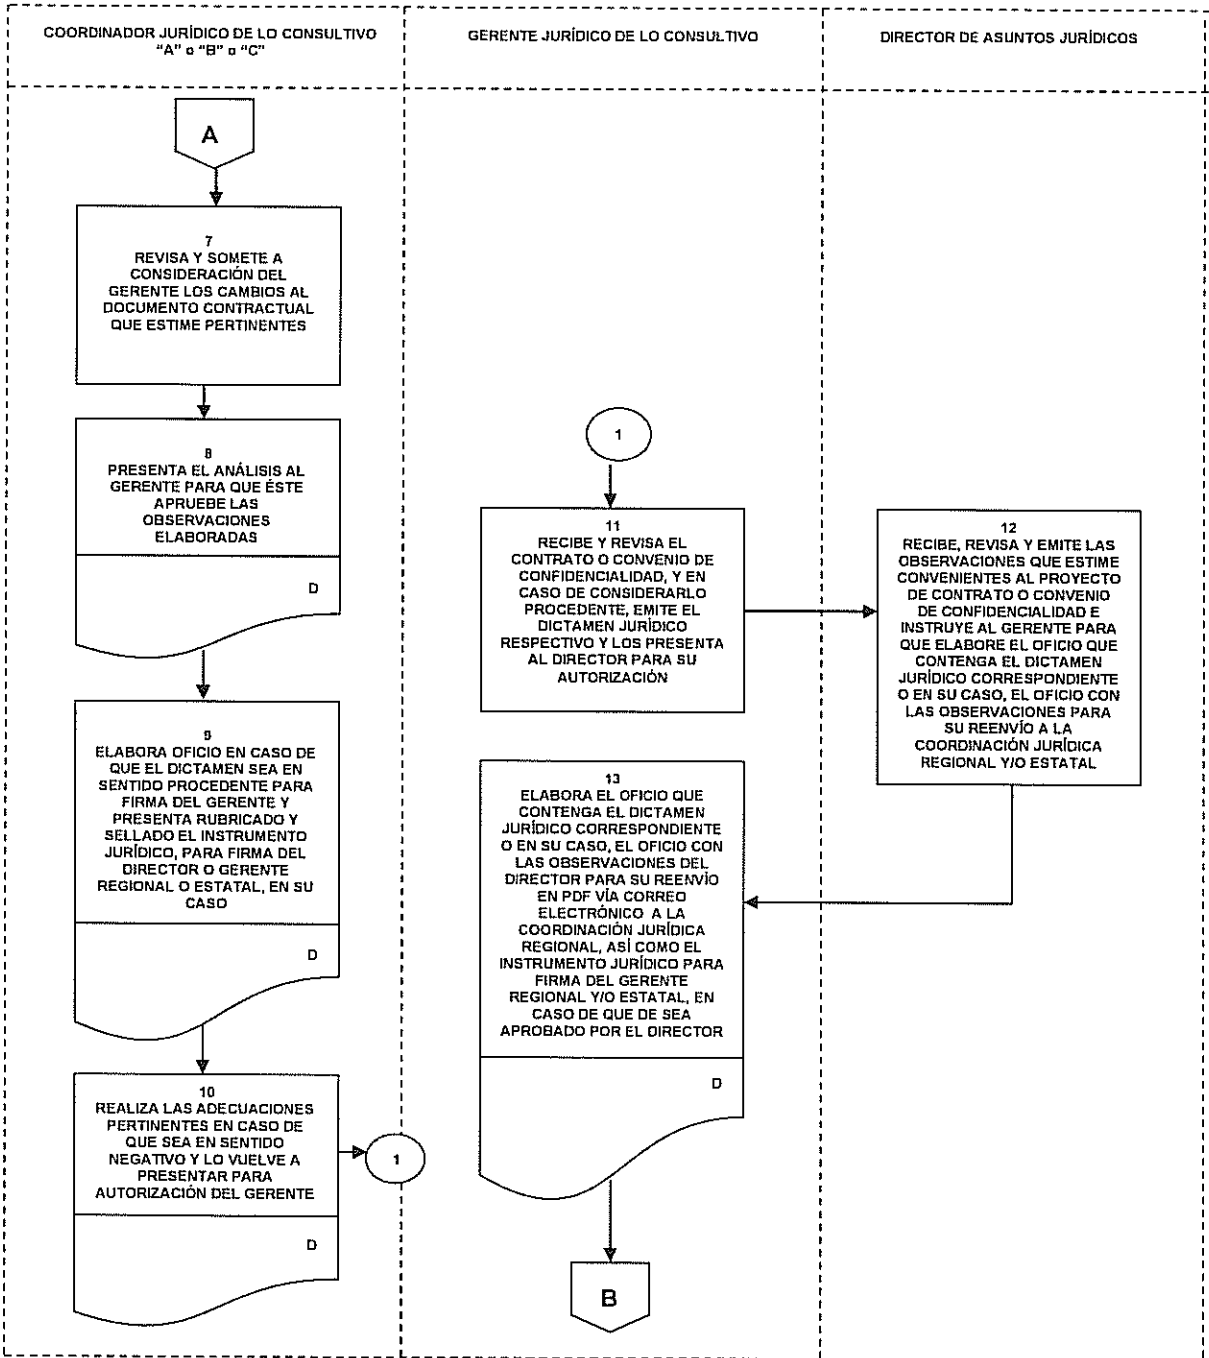 COORDINADOR JURÍDICO DE LO CONSULTIVO
“A” o “B” o “C”
GERENTE JURÍDICO DE LO CONSULTIVO
DIRECTOR DE ASUNTOS JURÍDICOS
A
7
REVISA Y SOMETE A
CONSIDERACIÓN DEL
GERENTE LOS CAMBIOS AL
DOCUMENTO CONTRACTUAL
QUE ESTIME PERTINENTES
8
PRESENTA EL ANÁLISIS AL
GERENTE PARA QUE ÉSTE
APRUEBE LAS
OBSERVACIONES
ELABORADAS
D
9
ELABORA OFICIO EN CASO DE
QUE EL DICTAMEN SEA EN
SENTIDO PROCEDENTE PARA
FIRMA DEL GERENTE Y
PRESENTA RUBRICADO Y
SELLADO EL INSTRUMENTO
JURÍDICO, PARA FIRMA DEL
DIRECTOR O GERENTE
REGIONAL O ESTATAL, EN SU
CASO
D
10
REALIZA LAS ADECUACIONES
PERTINENTES EN CASO DE
QUE SEA EN SENTIDO
NEGATIVO Y LO VUELVE A
PRESENTAR PARA
AUTORIZACIÓN DEL GERENTE
D
1
1
11
RECIBE Y REVISA EL
CONTRATO O CONVENIO DE
CONFIDENCIALIDAD, Y EN
CASO DE CONSIDERARLO
PROCEDENTE, EMITE EL
DICTAMEN JURÍDICO
RESPECTIVO Y LOS PRESENTA
AL DIRECTOR PARA SU
AUTORIZACIÓN
12
RECIBE, REVISA Y EMITE LAS
OBSERVACIONES QUE ESTIME
CONVENIENTES AL PROYECTO
DE CONTRATO O CONVENIO
DE CONFIDENCIALIDAD E
INSTRUYE AL GERENTE PARA
QUE ELABORE EL OFICIO QUE
CONTENGA EL DICTAMEN
JURÍDICO CORRESPONDIENTE
O EN SU CASO, EL OFICIO CON
LAS OBSERVACIONES PARA
SU REENVÍO A LA
COORDINACIÓN JURÍDICA
REGIONAL Y/O ESTATAL
13
ELABORA EL OFICIO QUE
CONTENGA EL DICTAMEN
JURÍDICO CORRESPONDIENTE
O EN SU CASO, EL OFICIO CON
LAS OBSERVACIONES DEL
DIRECTOR PARA SU REENVÍO
EN PDF VÍA CORREO
ELECTRÓNICO A LA
COORDINACIÓN JURÍDICA
REGIONAL, ASÍ COMO EL
INSTRUMENTO JURÍDICO PARA
FIRMA DEL GERENTE
REGIONAL Y/O ESTATAL, EN
CASO DE QUE DE SEA
APROBADO POR EL DIRECTOR
D
B